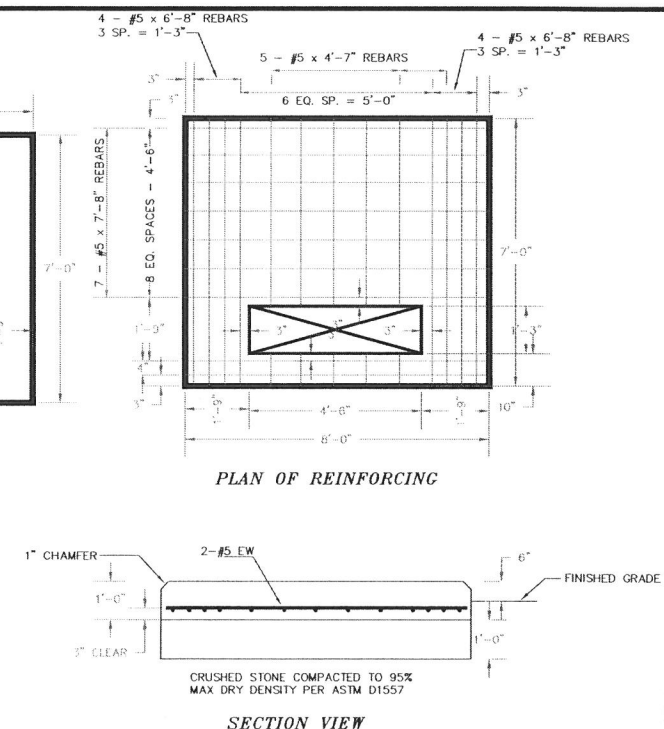 4 - #5 x 6'-8" REBARS
3 SP. = 1'-3"
4 - #5 x 6'-8" REBARS
3 SP. = 1'-3"
5 - #5 x 4'-7" REBARS
3"
3"
6 EQ. SP. = 5'-0"
3"
7 - #5 x 7'-8" REBARS
8 EQ. SPACES - 4'-6"
7'-0"
7'-0"
1'-3"
3"
3"
3"
4"
3"
4'-6"
10"
8'-0"
PLAN OF REINFORCING
1" CHAMFER
2-#5 EW
6"
FINISHED GRADE
1'-0"
1'-0"
3" CLEAR
CRUSHED STONE COMPACTED TO 95%
MAX DRY DENSITY PER ASTM D1557
SECTION VIEW